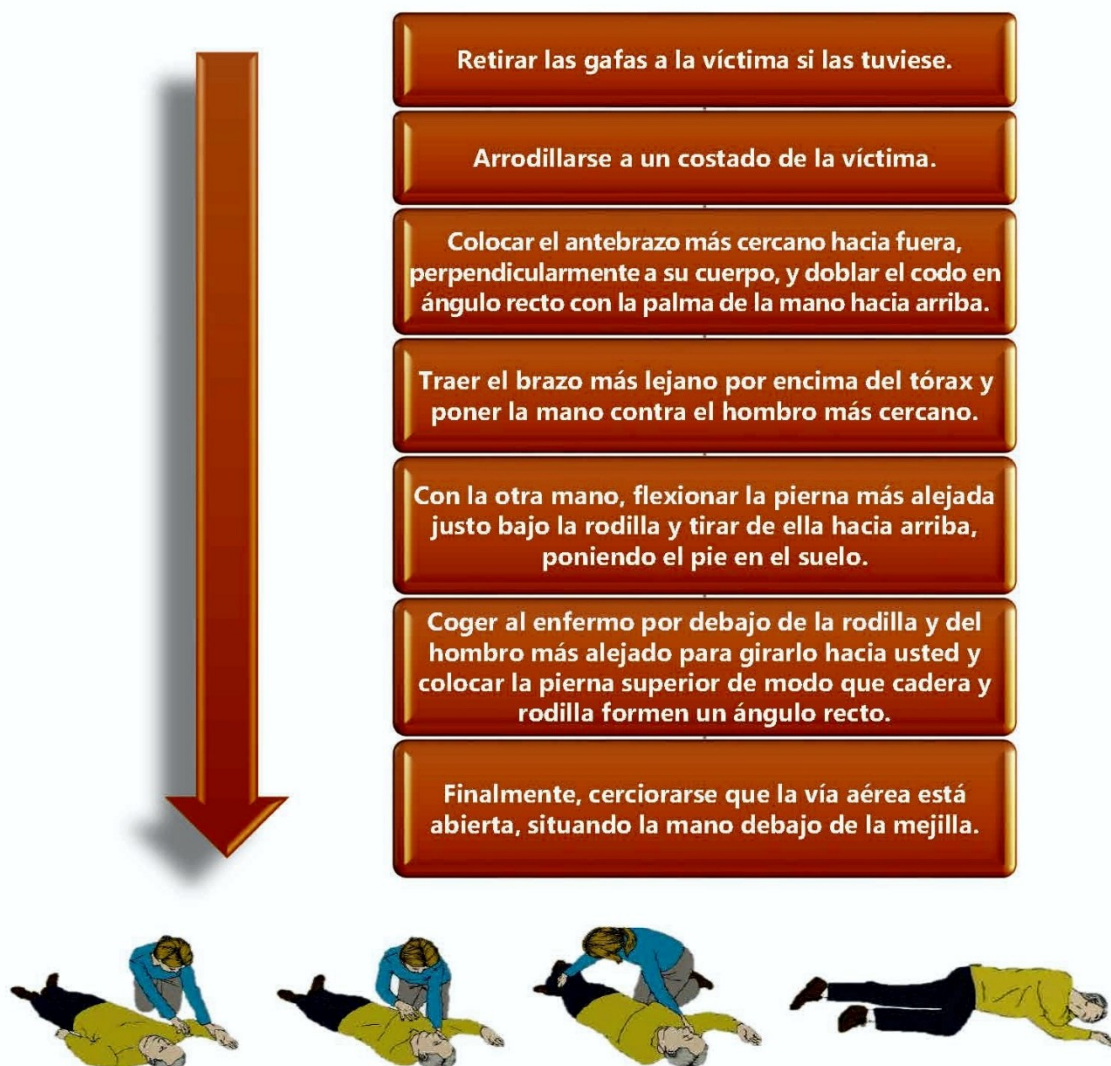 Retirar las gafas a la víctima si las tuviese.
Arrodillarse a un costado de la víctima.
Colocar el antebrazo más cercano hacia fuera,
perpendicularmente a su cuerpo, y doblar el codo en
ángulo recto con la palma de la mano hacia arriba.
Traer el brazo más lejano por encima del tórax y
poner la mano contra el hombro más cercano.
Con la otra mano, flexionar la pierna más alejada
justo bajo la rodilla y tirar de ella hacia arriba,
poniendo el pie en el suelo.
Coger al enfermo por debajo de la rodilla y del
hombro más alejado para girarlo hacia usted y
colocar la pierna superior de modo que cadera y
rodilla formen un ángulo recto.
Finalmente, cerciorarse que la vía aérea está
abierta, situando la mano debajo de la mejilla.